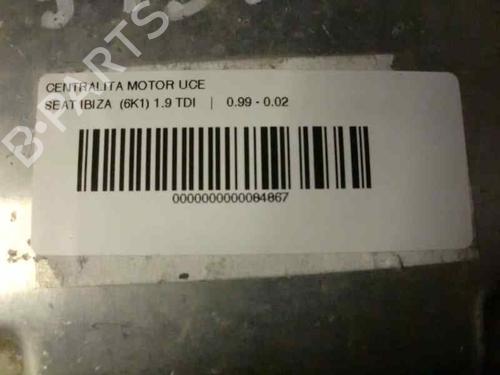 CENTRALITA MOTOR UCE
SEAT IBIZA (6K1) 1.9 TDI | 0.99 - 0.02
0000000000084867
B-PARTS